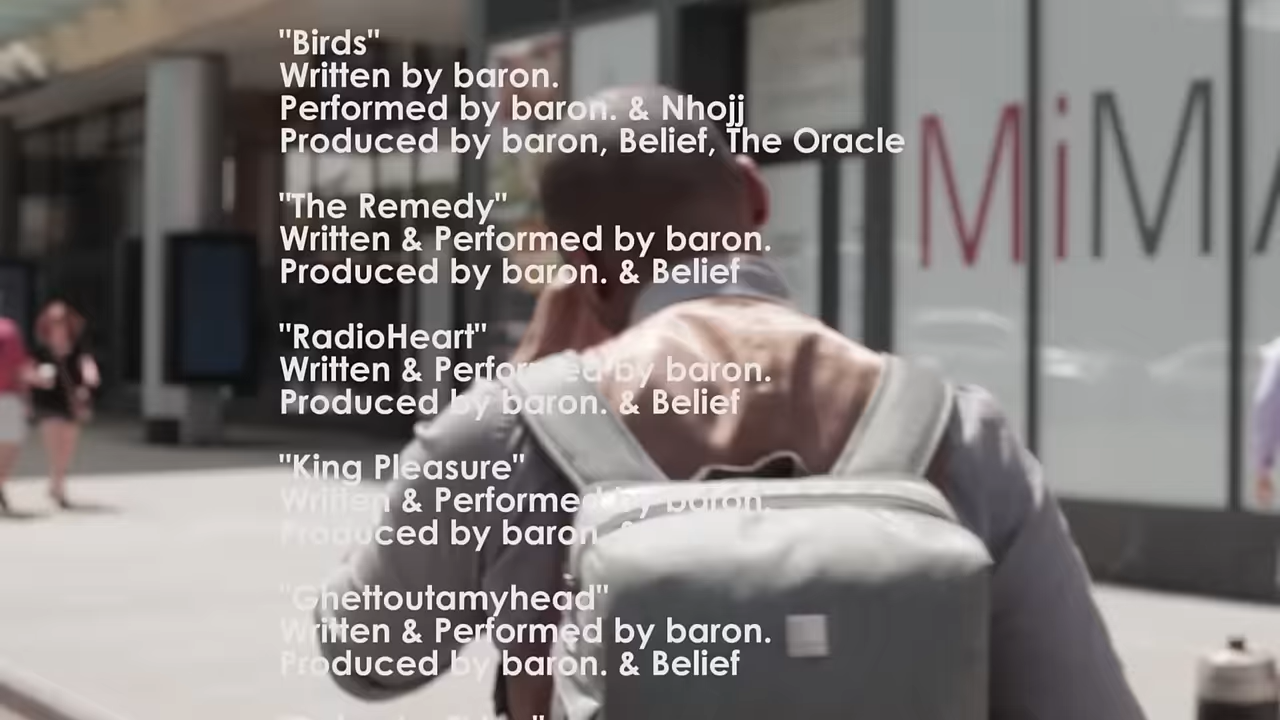 "Birds"
Written by baron.
Performed by baron. & Nhojj
Produced by baron, Belief, The Oracle
"The Remedy"
Written & Performed by baron.
Produced by baron. & Belief
"RadioHeart"
Written & Performed by baron.
Produced by baron. & Belief
"King Pleasure"
Written & Performed by baron.
Produced by baron. &
"Ghettoutamyhead"
Written & Performed by baron.
Produced by baron. & Belief
MiMA